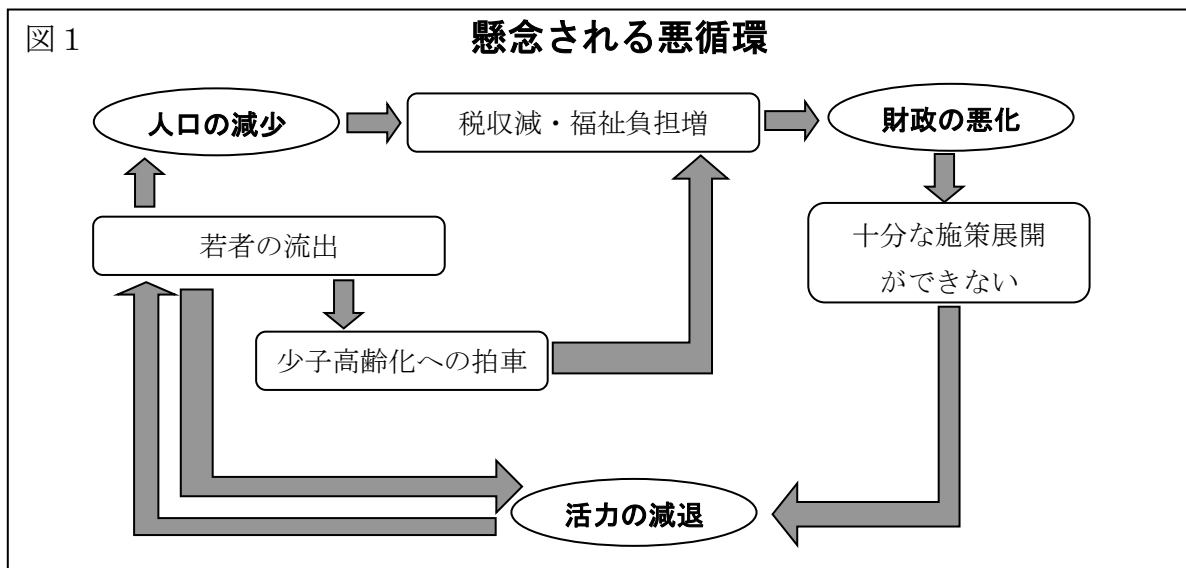 図1
懸念される悪循環
人口の減少
税収減・福祉負担増
財政の悪化
若者の流出
十分な施策展開
ができない
少子高齢化への拍車
活力の減退